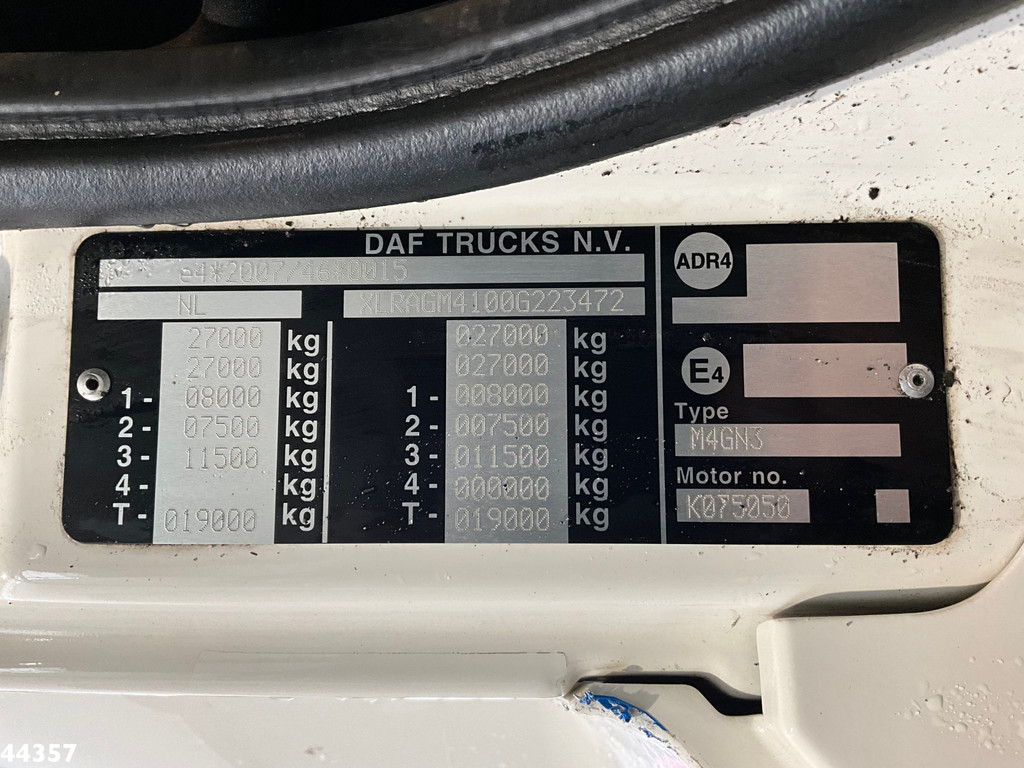 DAF TRUCKS N.V.
e4*2007/46*0015
NL XLRAGM4100G223472
27000 kg 027000 kg
27000 kg 027000 kg
1- 08000 kg 1- 008000 kg
2- 07500 kg 2- 007500 kg
3- 11500 kg 3- 011500 kg
4- kg 4- 000000 kg
T- 019000 kg T- 019000 kg
ADR4
E4
Type
M4GN3
Motor no.
K075050
44357